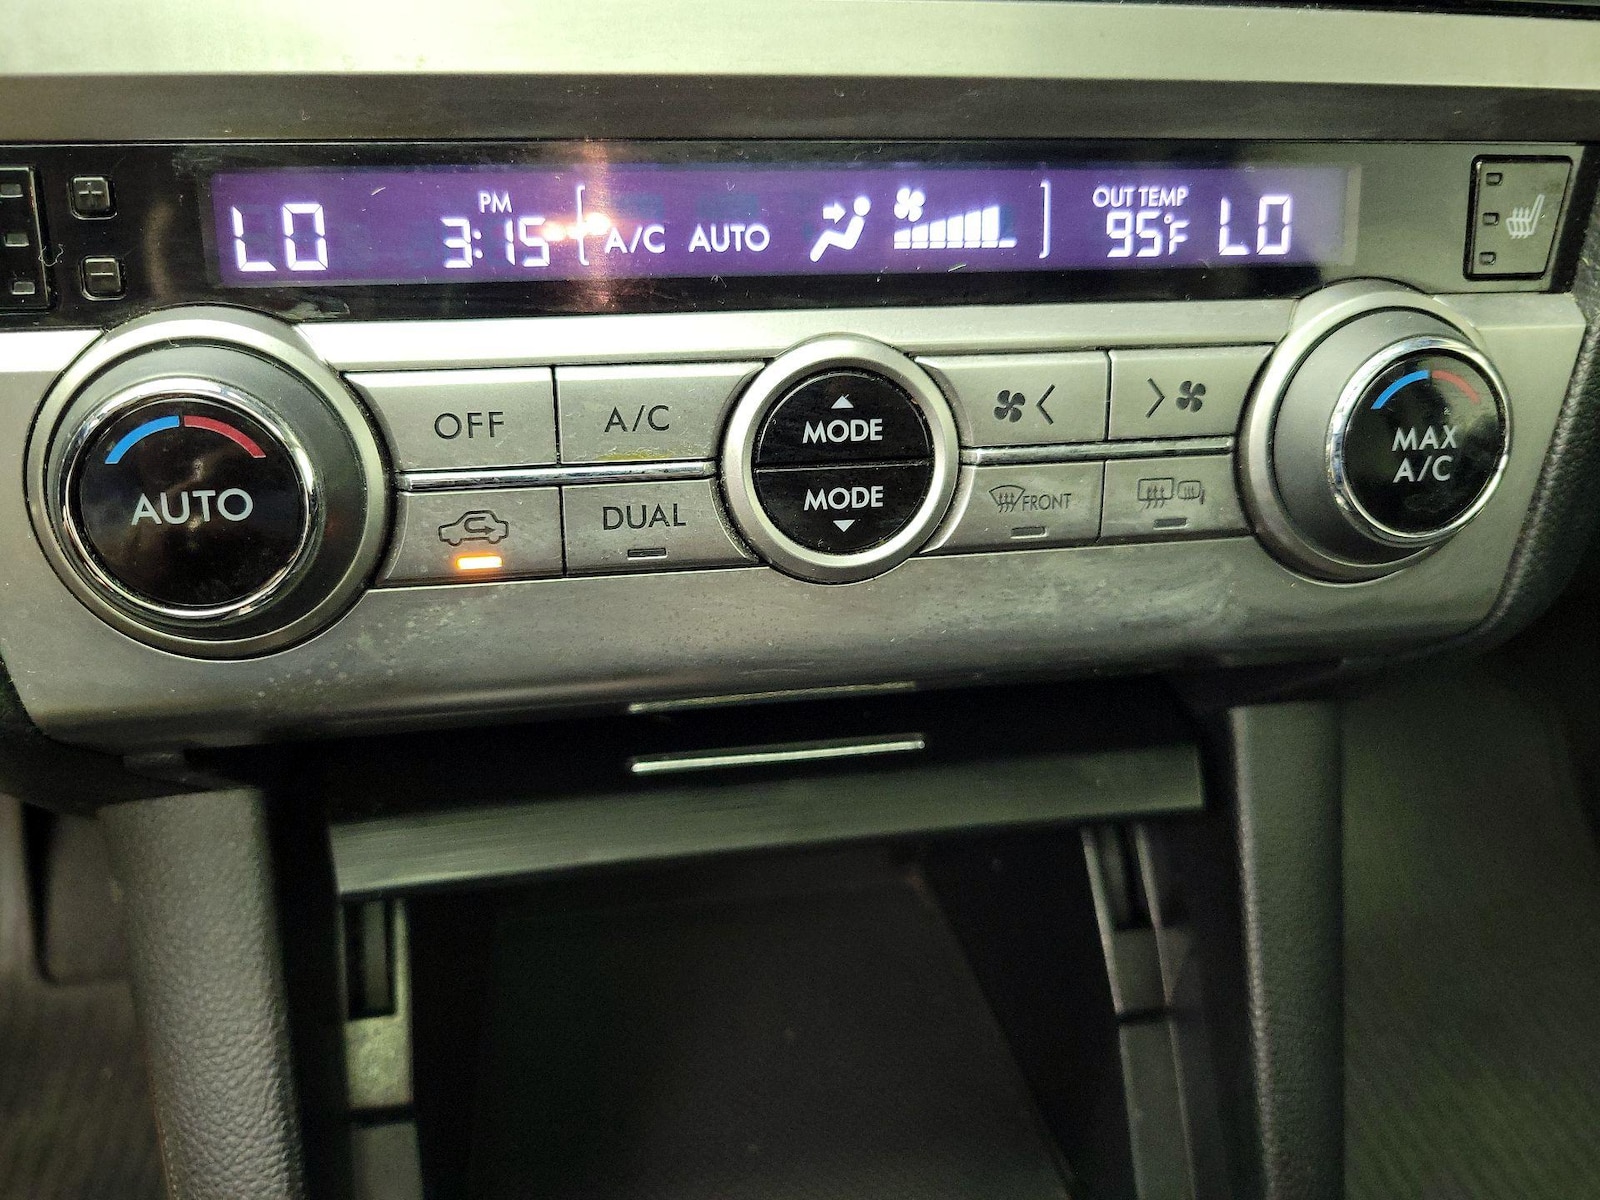 LO
PM
3:15
A/C AUTO
OUT TEMP
95°F
LO
AUTO
OFF
A/C
DUAL
MODE
MODE
FRONT
MAX
A/C